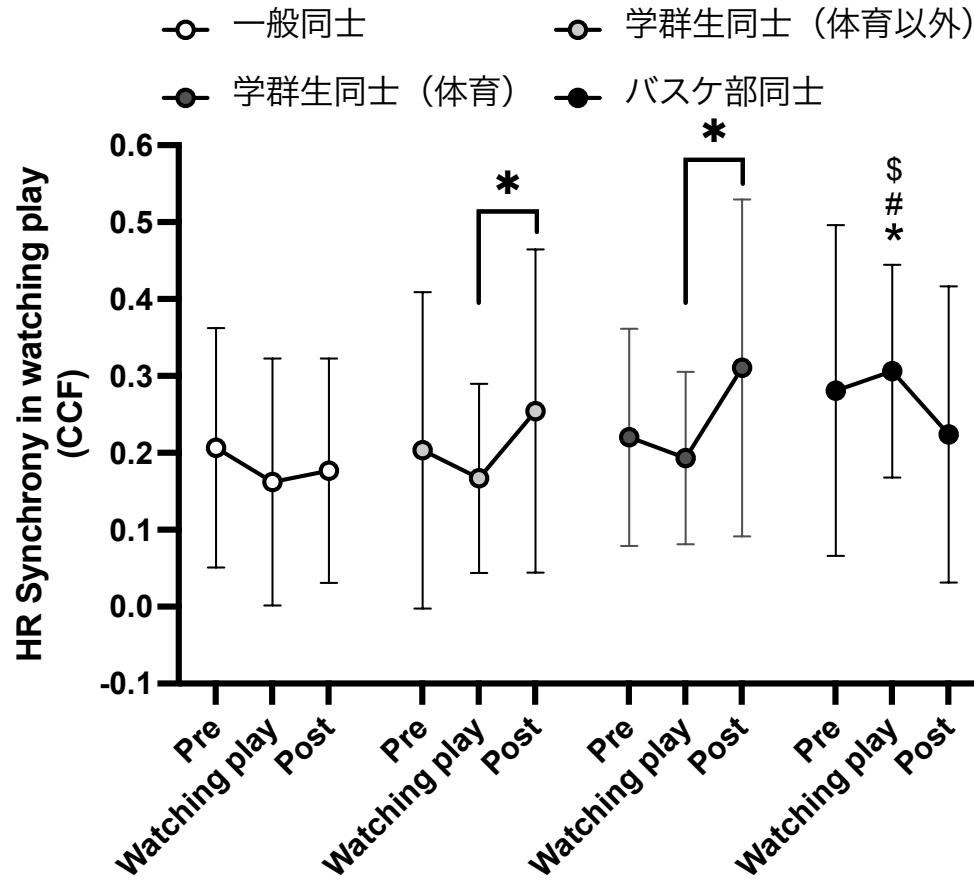 一般同士
学群生同士（体育以外）
学群生同士（体育）
バスケ部同士
HR Synchrony in watching play
(CCF)
0.6
0.5
0.4
0.3
0.2
0.1
0.0
-0.1
*
*
$
#
*
Pre
Watching play
Post
Pre
Watching play
Post
Pre
Watching play
Post
Pre
Watching play
Post